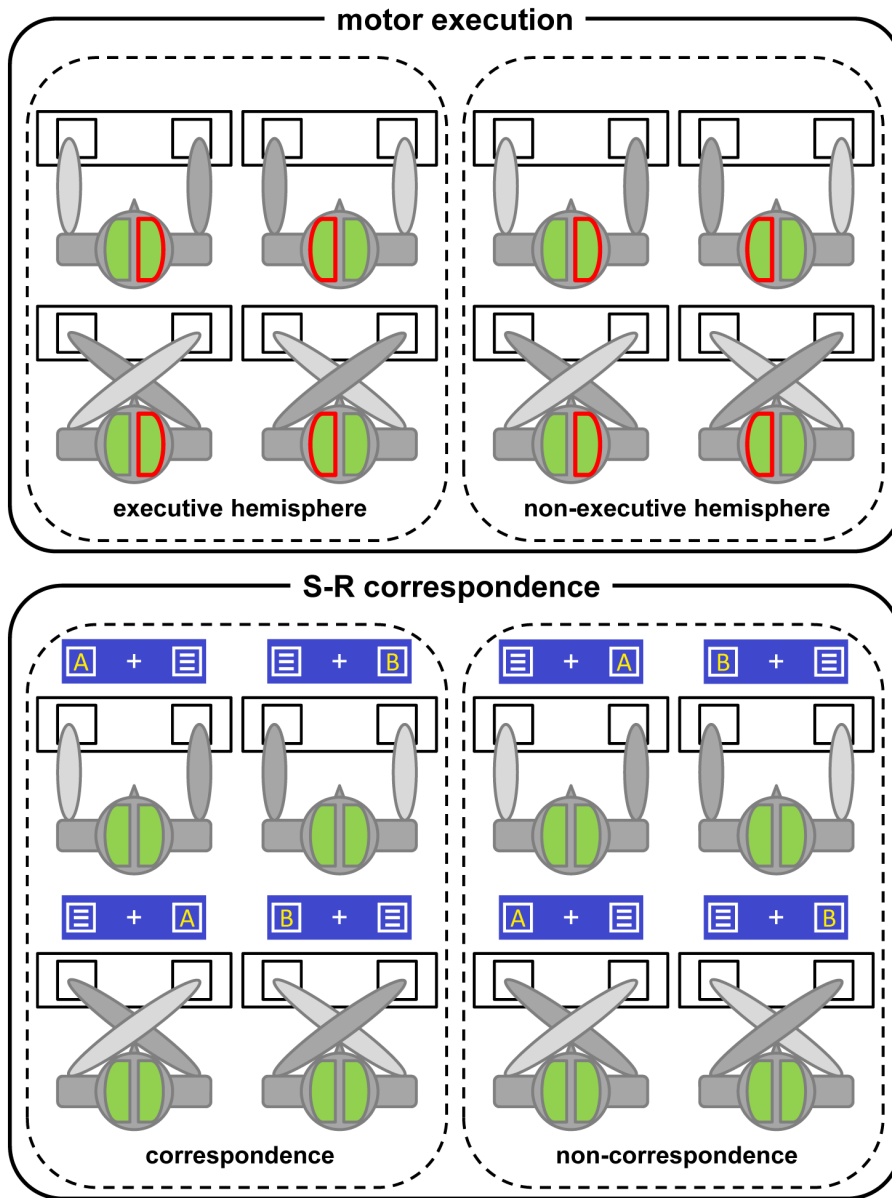 motor execution
executive hemisphere
non-executive hemisphere
S-R correspondence
A +
+ B
+ A
B +
+ A
B +
A +
+ B
correspondence
non-correspondence